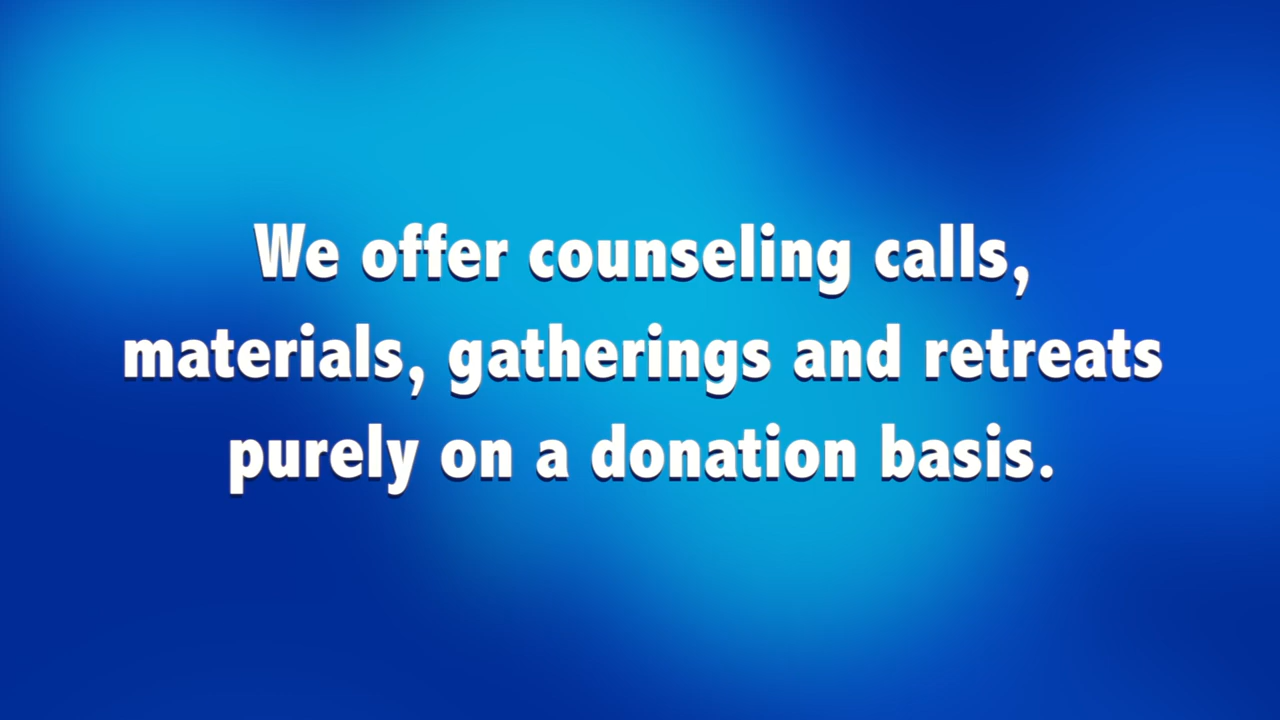 We offer counseling calls,
materials, gatherings and retreats
purely on a donation basis.